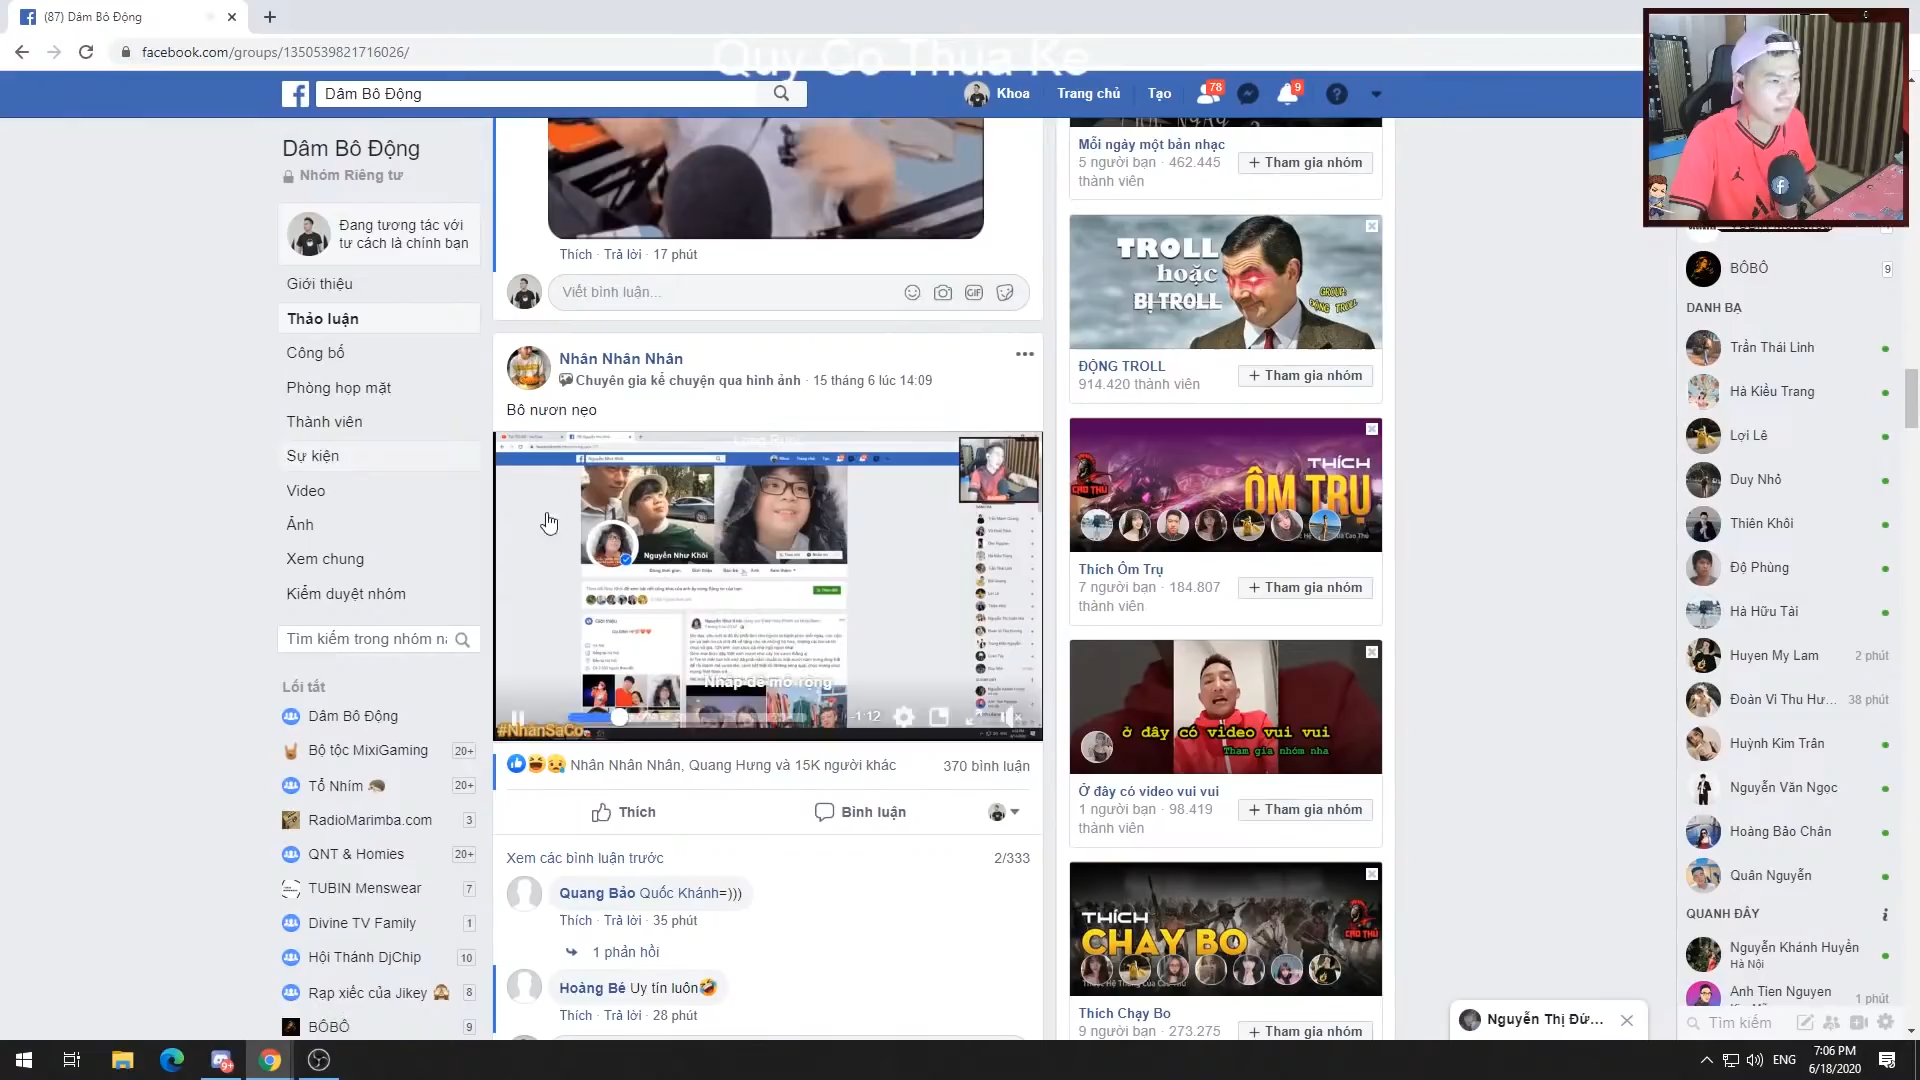 (87) Dâm Bô Động
facebook.com/groups/1350539821716026/
Quy Co Thua Ke
Dâm Bô Động
Khoa
Trang chủ
Tạo
78
9
Dâm Bô Động
Nhóm Riêng tư
Đang tương tác với
tư cách là chính bạn
Giới thiệu
Thảo luận
Công bố
Phòng họp mặt
Thành viên
Sự kiện
Video
Ảnh
Xem chung
Kiểm duyệt nhóm
Tìm kiếm trong nhóm nà
Lối tắt
Dâm Bô Động
Bộ tộc MixiGaming 20+
Tổ Nhím 20+
RadioMarimba.com 3
QNT & Homies 20+
TUBIN Menswear 7
Divine TV Family 1
Hội Thánh DjChip 10
Rạp xiếc của Jikey 8
BÔBÔ 9
Thích · Trả lời · 17 phút
Viết bình luận...
GIF
Nhân Nhân Nhân
Chuyên gia kể chuyện qua hình ảnh · 15 tháng 6 lúc 14:09
Bô nươn nẹo
Nguyễn Như Khôi
Nhấp để mở rộng
-1:12
#NhanSaCo
Nhân Nhân Nhân, Quang Hưng và 15K người khác
370 bình luận
Thích
Bình luận
Xem các bình luận trước
2/333
Quang Bảo Quốc Khánh=)))
Thích · Trả lời · 35 phút
1 phản hồi
Hoàng Bé Uy tín luôn🤣
Thích · Trả lời · 28 phút
Mỗi ngày một bản nhạc
5 người bạn · 462.445
thành viên
+ Tham gia nhóm
TROLL
hoặc
BỊ TROLL
GROUP:
ĐỘNG TROLL
ĐỘNG TROLL
914.420 thành viên
+ Tham gia nhóm
CAO THỦ
THÍCH
ÔM TRỤ
Thích Ôm Trụ
7 người bạn · 184.807
thành viên
+ Tham gia nhóm
ở đây có video vui vui
Tham gia nhóm nha
Ở đây có video vui vui
1 người bạn · 98.419
thành viên
+ Tham gia nhóm
THÍCH
CHẠY BO
CAO THỦ
Thích Chạy Bo
9 người bạn · 273.275
+ Tham gia nhóm
BÔBÔ 9
DANH BẠ
Trần Thái Linh
Hà Kiều Trang
Lợi Lê
Duy Nhỏ
Thiên Khôi
Độ Phùng
Hà Hữu Tài
Huyen My Lam 2 phút
Đoàn Vi Thu Hư... 38 phút
Huỳnh Kim Trân
Nguyễn Văn Ngọc
Hoàng Bảo Chân
Quân Nguyễn
QUANH ĐÂY
Nguyễn Khánh Huyền
Hà Nội
Anh Tien Nguyen 1 phút
Tìm kiếm
Nguyễn Thị Đứ...
ENG
7:06 PM
6/18/2020